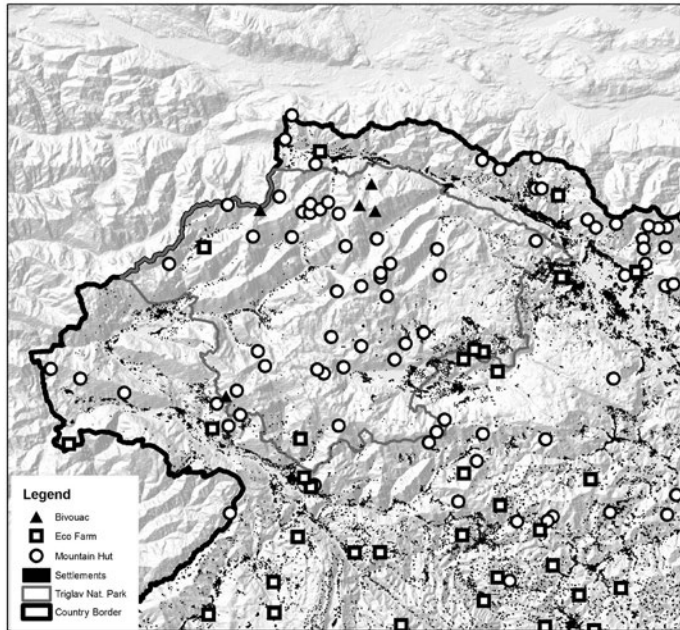 Legend
Bivouac
Eco Farm
Mountain Hut
Settlements
Triglav Nat. Park
Country Border